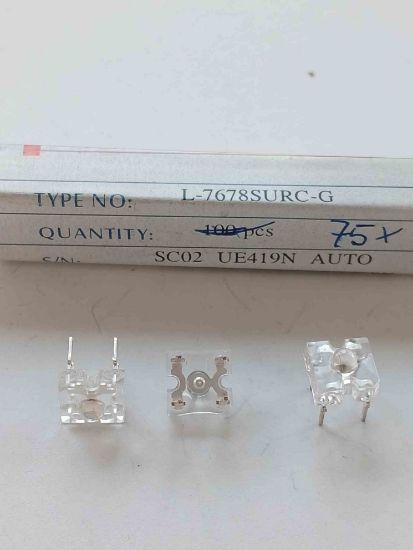 TYPE NO: L-7678SURC-G
QUANTITY: 100 pcs 75x
S/N: SC02 UE419N AUTO